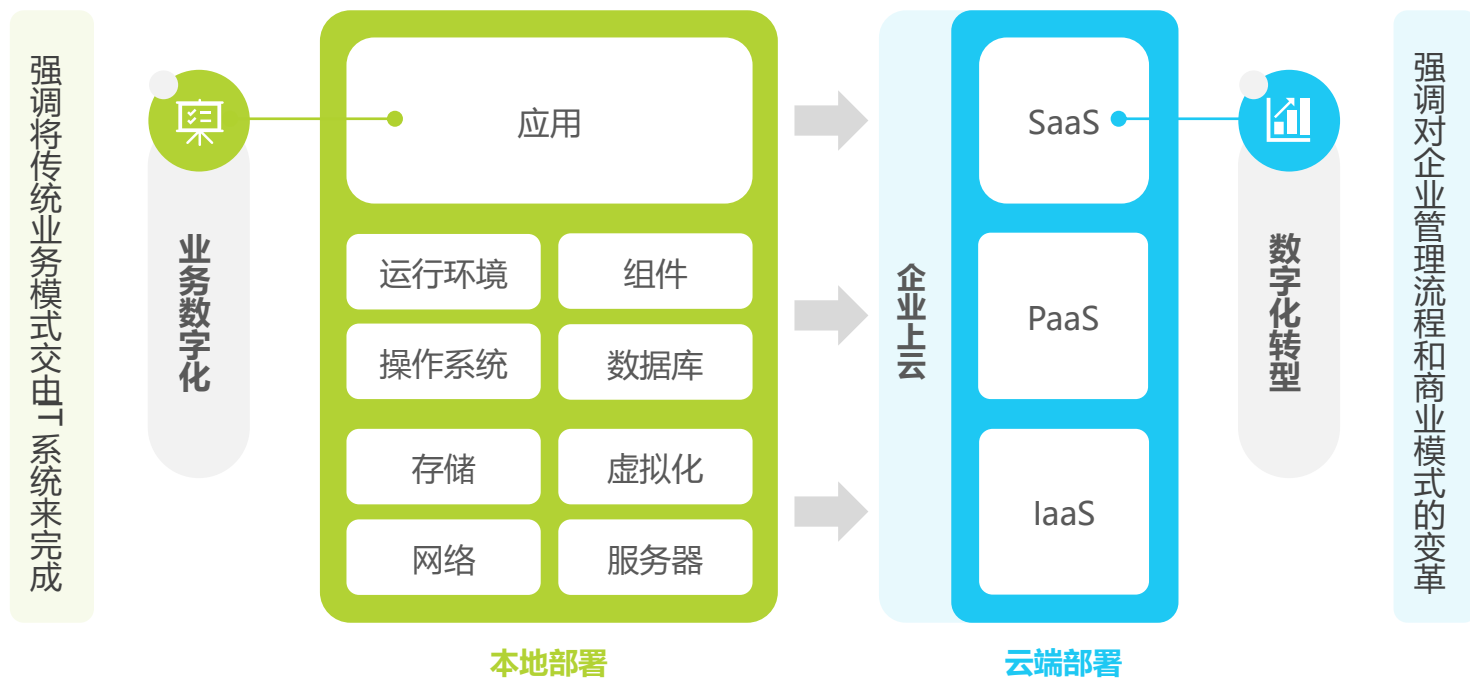 强调将传统业务模式交由IT系统来完成
业务数字化
应用
运行环境
组件
操作系统
数据库
存储
虚拟化
网络
服务器
本地部署
企业上云
SaaS
PaaS
IaaS
云端部署
数字化转型
强调对企业管理流程和商业模式的变革